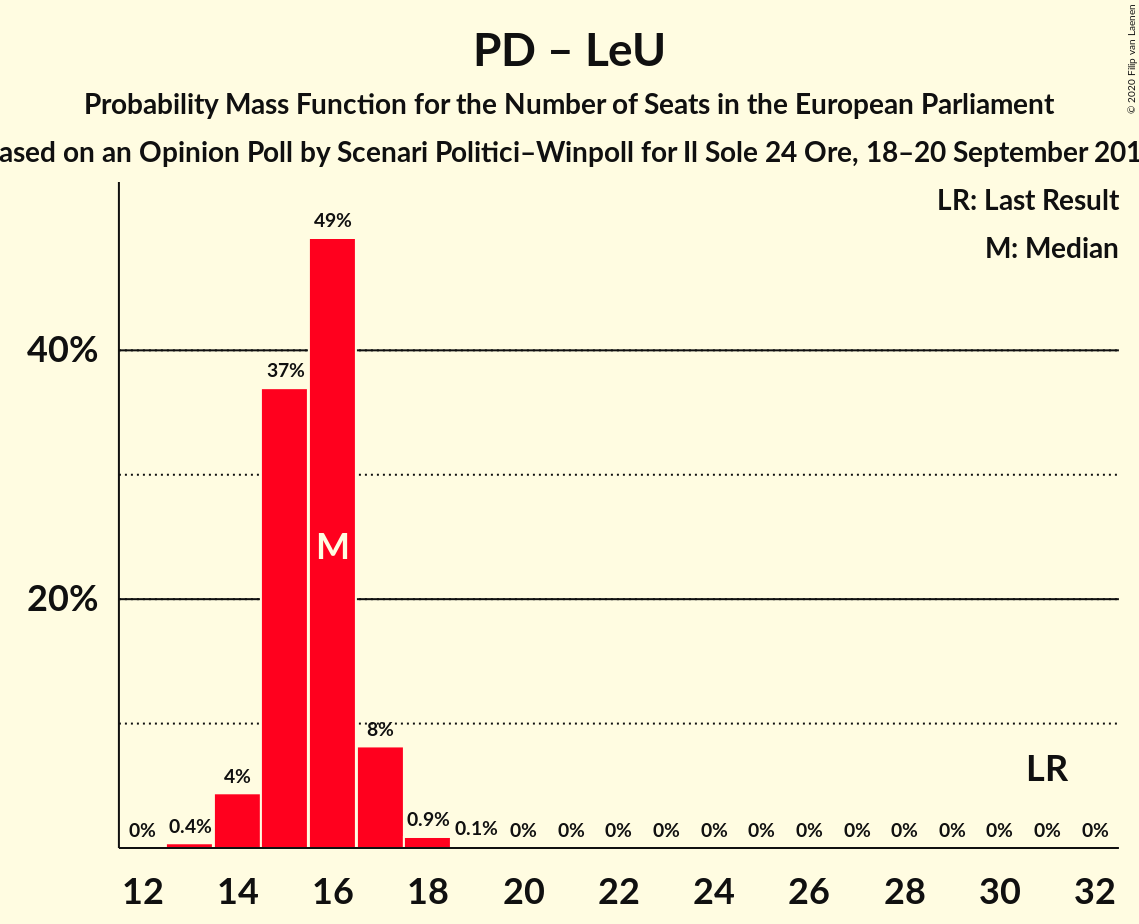 PD – LeU
Probability Mass Function for the Number of Seats in the European Parliament
ased on an Opinion Poll by Scenari Politici–Winpoll for Il Sole 24 Ore, 18–20 September 201
© 2020 Filip van Laenen
LR: Last Result
M: Median
49%
40%
37%
M
20%
8%
LR
4%
0% 0.4% 0.9% 0.1% 0% 0% 0% 0% 0% 0% 0% 0% 0% 0% 0% 0% 0%
12 14 16 18 20 22 24 26 28 30 32